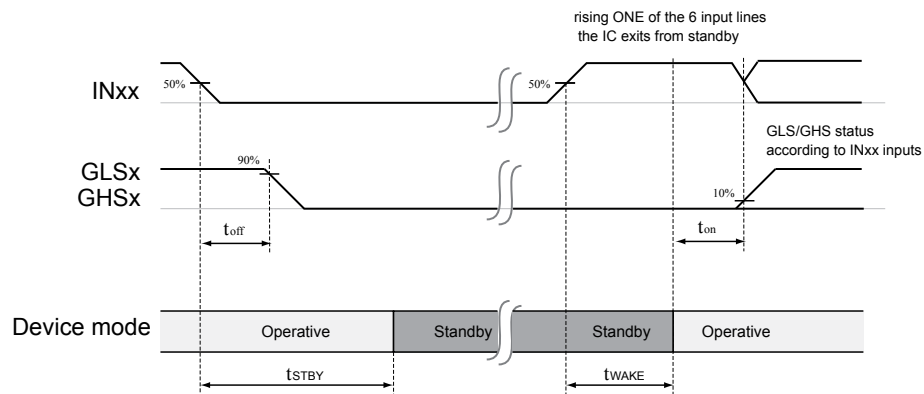 rising ONE of the 6 input lines
the IC exits from standby
INxx
50%
50%
GLS/GHS status
according to INxx inputs
GLSx
GHSx
90%
10%
toff
ton
Device mode
Operative
Standby
Standby
Operative
tSTBY
tWAKE